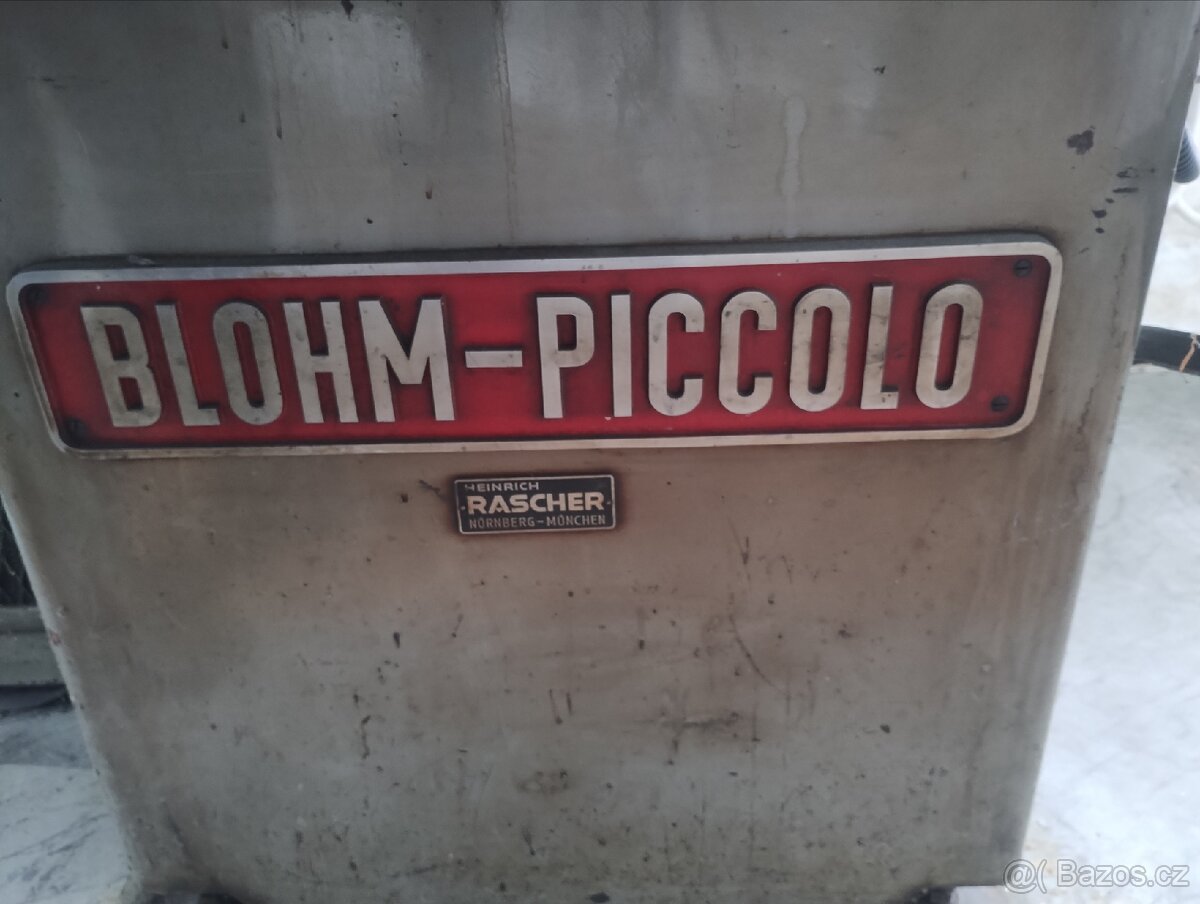 BLOHM-PICCOLO
HEINRICH
RASCHER
NÜRNBERG-MÜNCHEN
@( Bazos.cz